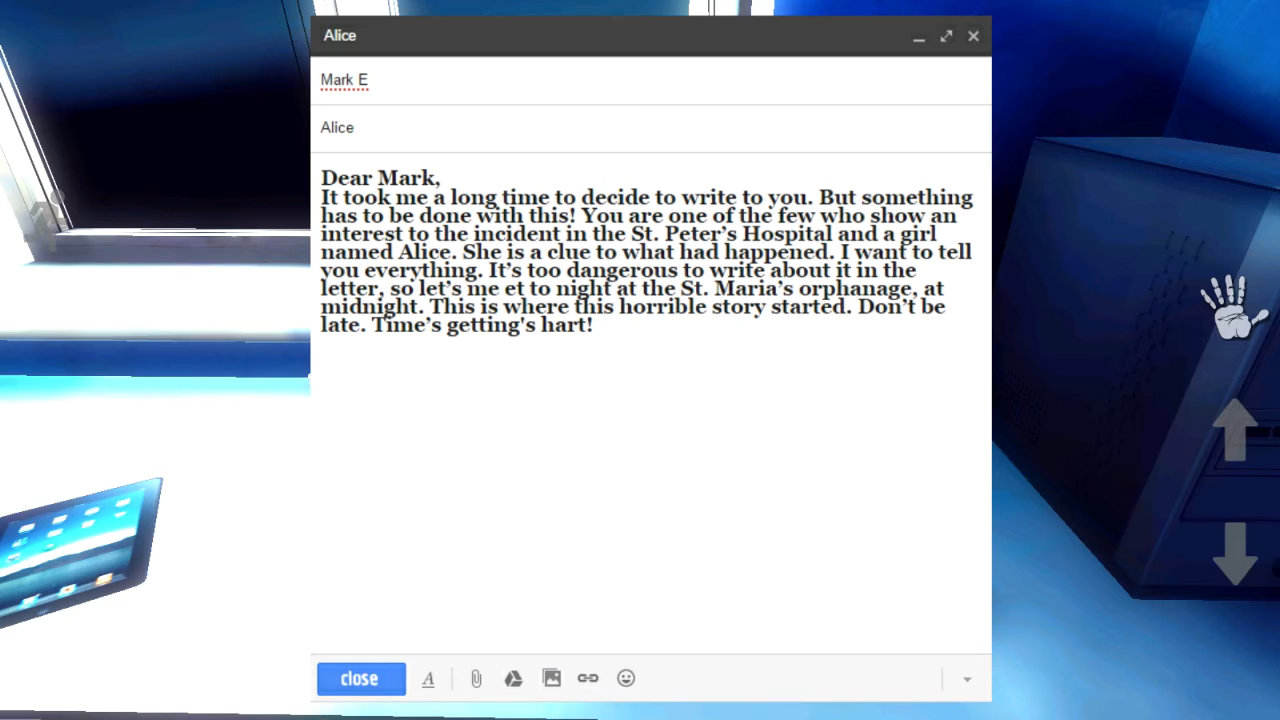 Alice
Mark E
Alice
Dear Mark,
It took me a long time to decide to write to you. But something
has to be done with this! You are one of the few who show an
interest to the incident in the St. Peter’s Hospital and a girl
named Alice. She is a clue to what had happened. I want to tell
you everything. It’s too dangerous to write about it in the
letter, so let’s me et to night at the St. Maria’s orphanage, at
midnight. This is where this horrible story started. Don’t be
late. Time’s getting's hart!
close
A